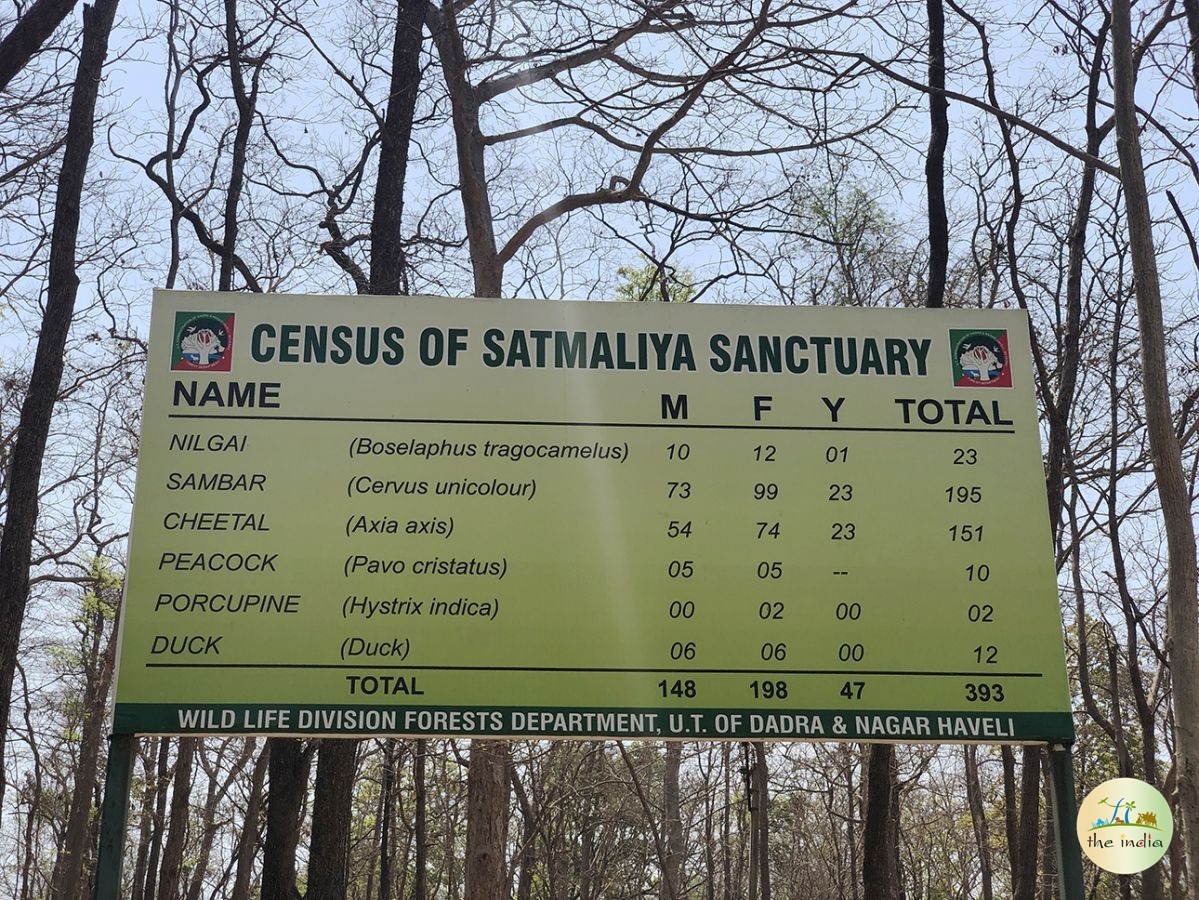 CENSUS OF SATMALIYA SANCTUARY
NAME M F Y TOTAL
NILGAI (Boselaphus tragocamelus) 10 12 01 23
SAMBAR (Cervus unicolour) 73 99 23 195
CHEETAL (Axia axis) 54 74 23 151
PEACOCK (Pavo cristatus) 05 05 -- 10
PORCUPINE (Hystrix indica) 00 02 00 02
DUCK (Duck) 06 06 00 12
TOTAL 148 198 47 393
WILD LIFE DIVISION FORESTS DEPARTMENT, U.T. OF DADRA & NAGAR HAVELI
the india